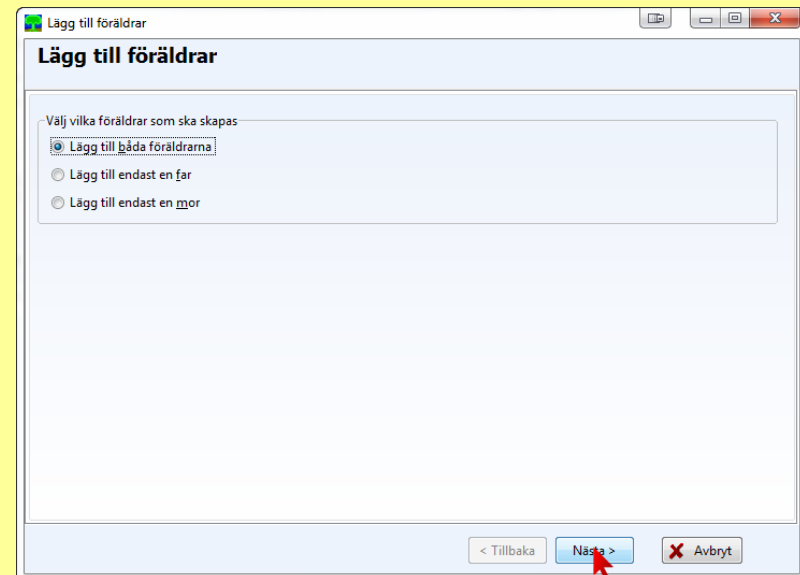 Lägg till föräldrar
Lägg till föräldrar
Välj vilka föräldrar som ska skapas
Lägg till båda föräldrarna
Lägg till endast en far
Lägg till endast en mor
< Tillbaka Nästa > Avbryt